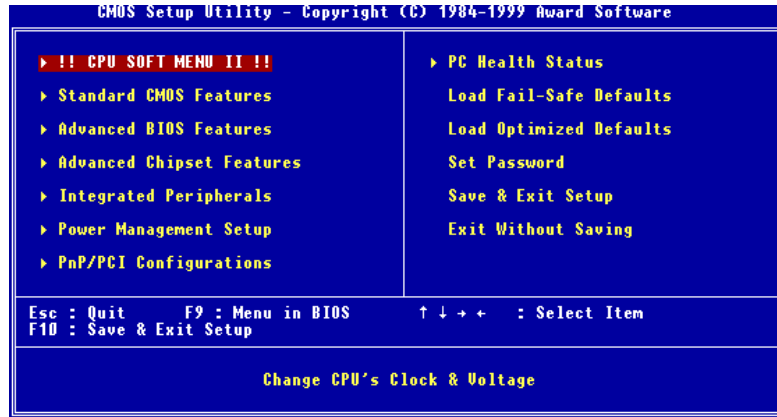 CMOS Setup Utility - Copyright (C) 1984-1999 Award Software
▸ !! CPU SOFT MENU II !!
▸ Standard CMOS Features
▸ Advanced BIOS Features
▸ Advanced Chipset Features
▸ Integrated Peripherals
▸ Power Management Setup
▸ PnP/PCI Configurations
▸ PC Health Status
Load Fail-Safe Defaults
Load Optimized Defaults
Set Password
Save & Exit Setup
Exit Without Saving
Esc : Quit F9 : Menu in BIOS ↑ ↓ → ← : Select Item
F10 : Save & Exit Setup
Change CPU's Clock & Voltage